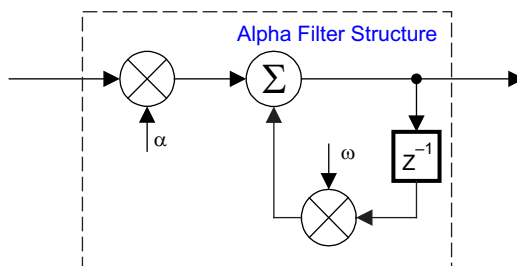 Alpha Filter Structure
Σ
α
ω
Z⁻¹